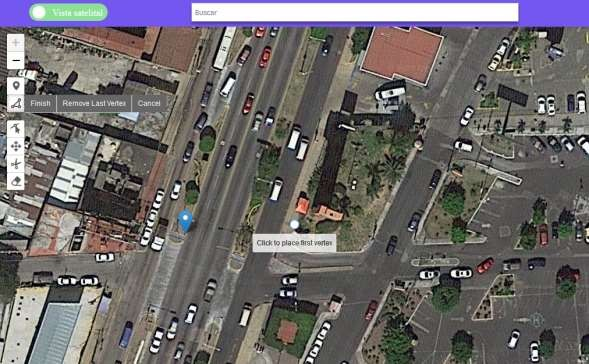 Vista satelital
Buscar
Finish
Remove Last Vertex
Cancel
Click to place first vertex